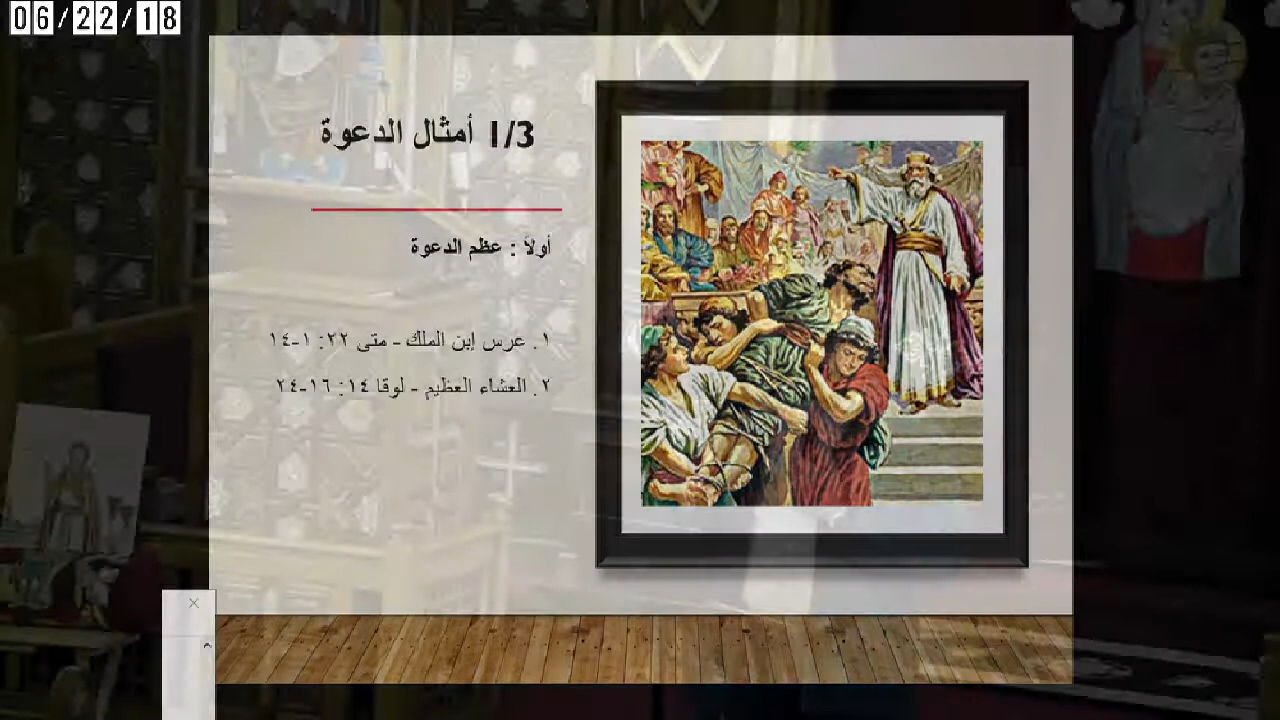 06/22/18
1/3 أمثال الدعوة
أولاً : عظم الدعوة
١. عرس إبن الملك - متى ٢٢: ١-١٤
٢. العشاء العظيم - لوقا ١٤: ١٦-٢٤